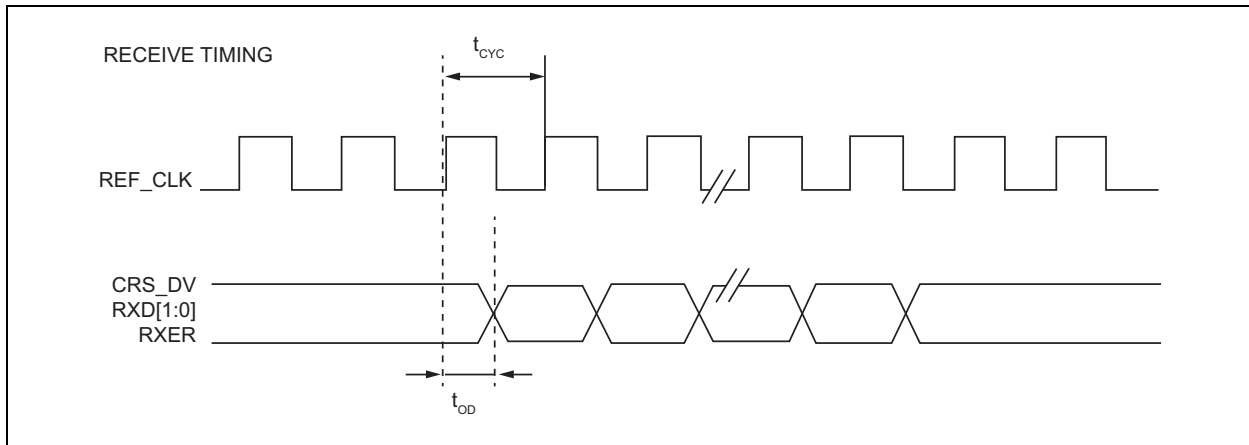 RECEIVE TIMING
tCYC
REF_CLK
CRS_DV
RXD[1:0]
RXER
tOD